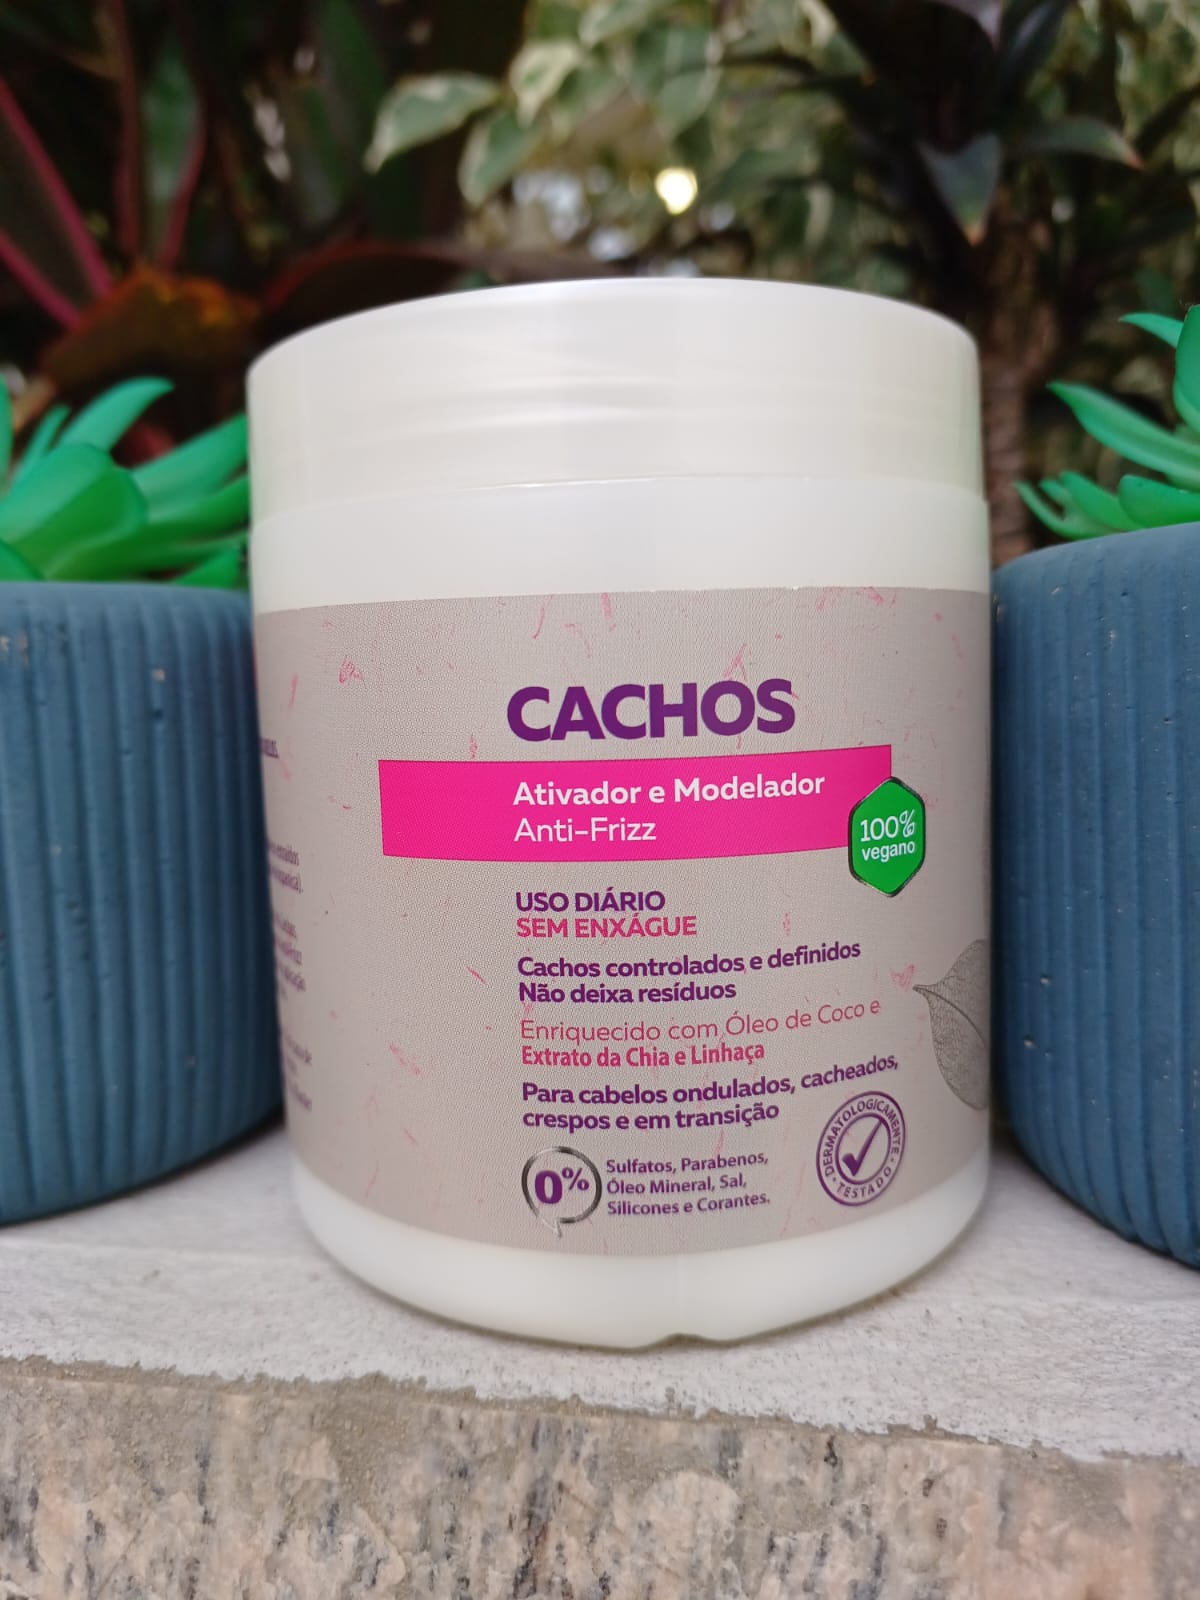 CACHOS
Ativador e Modelador
Anti-Frizz
100%
vegano
USO DIÁRIO
SEM ENXÁGUE
Cachos controlados e definidos
Não deixa resíduos
Enriquecido com Óleo de Coco e
Extrato da Chia e Linhaça
Para cabelos ondulados, cacheados,
crespos e em transição
0%
Sulfatos, Parabenos,
Óleo Mineral, Sal,
Silicones e Corantes.
DERMATOLOGICAMENTE
TESTADO